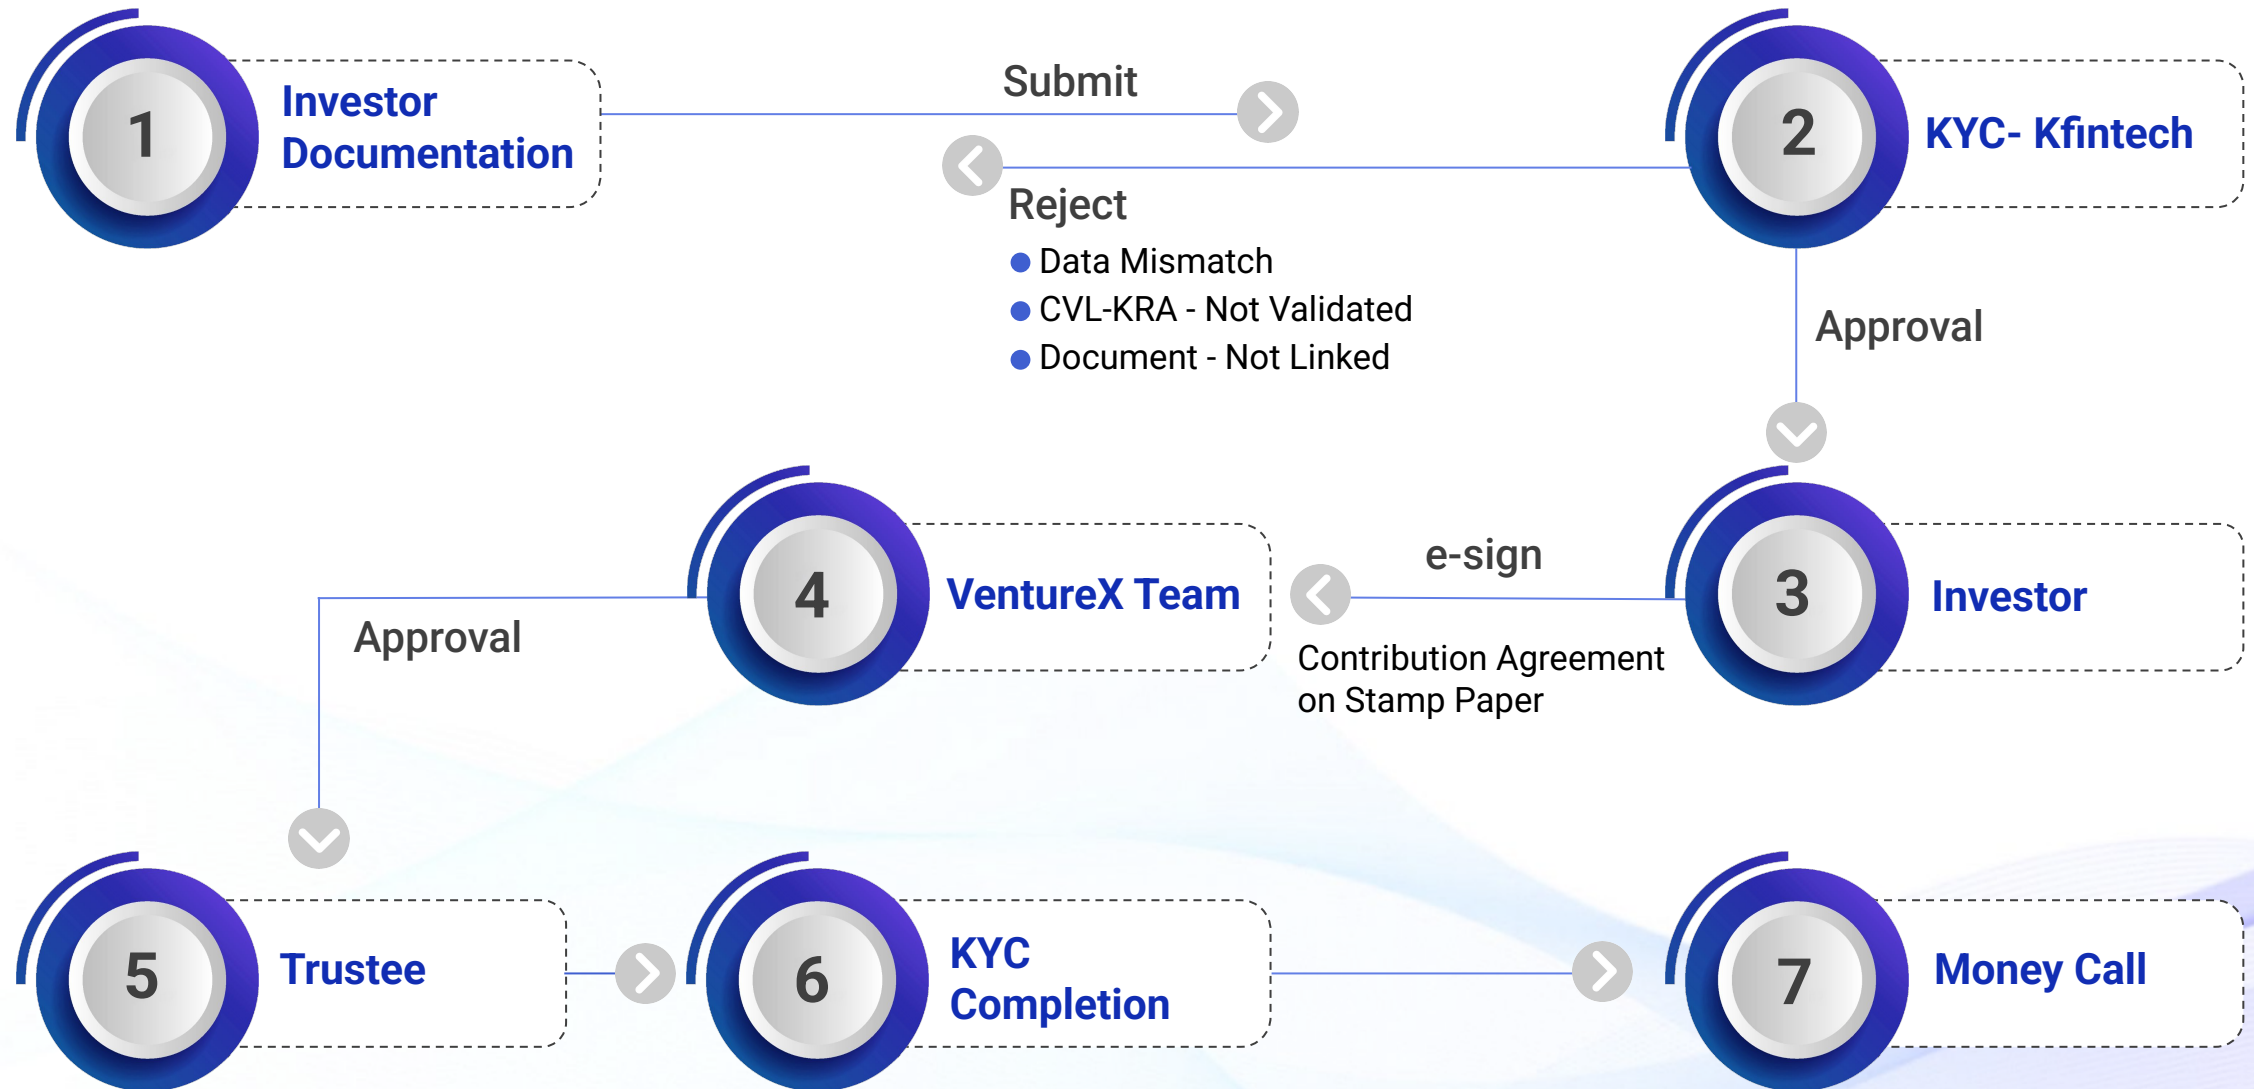 1
Investor
Documentation
Submit
2
KYC- Kfintech
Reject
Data Mismatch
CVL-KRA - Not Validated
Document - Not Linked
Approval
3
Investor
e-sign
Contribution Agreement
on Stamp Paper
4
VentureX Team
Approval
5
Trustee
6
KYC
Completion
7
Money Call